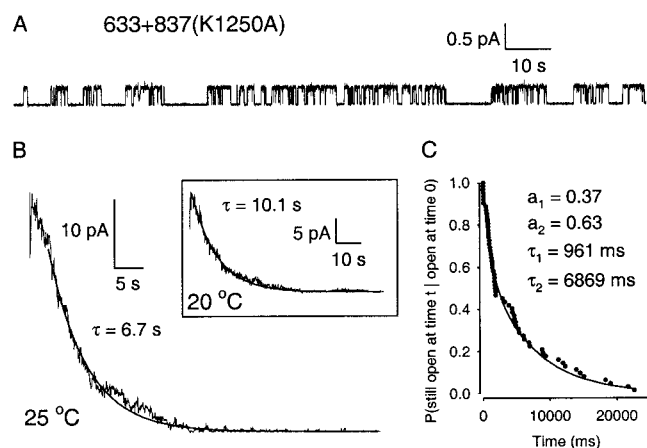 A
633+837(K1250A)
0.5 pA
10 s
B
10 pA
5 s
τ = 6.7 s
25 °C
τ = 10.1 s
5 pA
10 s
20 °C
C
P(still open at time t | open at time 0)
1.0
0.8
0.6
0.4
0.2
0.0
a₁ = 0.37
a₂ = 0.63
τ₁ = 961 ms
τ₂ = 6869 ms
0 10000 20000
Time (ms)